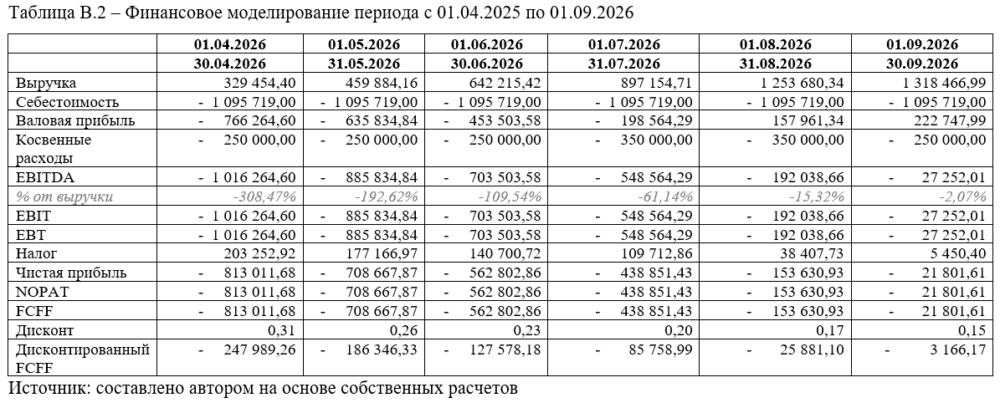 Таблица В.2 – Финансовое моделирование периода с 01.04.2025 по 01.09.2026
01.04.2026 01.05.2026 01.06.2026 01.07.2026 01.08.2026 01.09.2026
30.04.2026 31.05.2026 30.06.2026 31.07.2026 31.08.2026 30.09.2026
Выручка 329 454,40 459 884,16 642 215,42 897 154,71 1 253 680,34 1 318 466,99
Себестоимость - 1 095 719,00 - 1 095 719,00 - 1 095 719,00 - 1 095 719,00 - 1 095 719,00 - 1 095 719,00
Валовая прибыль - 766 264,60 - 635 834,84 - 453 503,58 - 198 564,29 157 961,34 222 747,99
Косвенные - 250 000,00 - 250 000,00 - 250 000,00 - 350 000,00 - 350 000,00 - 250 000,00
расходы
EBITDA - 1 016 264,60 - 885 834,84 - 703 503,58 - 548 564,29 - 192 038,66 - 27 252,01
% от выручки -308,47% -192,62% -109,54% -61,14% -15,32% -2,07%
EBIT - 1 016 264,60 - 885 834,84 - 703 503,58 - 548 564,29 - 192 038,66 - 27 252,01
EBT - 1 016 264,60 - 885 834,84 - 703 503,58 - 548 564,29 - 192 038,66 - 27 252,01
Налог 203 252,92 177 166,97 140 700,72 109 712,86 38 407,73 5 450,40
Чистая прибыль - 813 011,68 - 708 667,87 - 562 802,86 - 438 851,43 - 153 630,93 - 21 801,61
NOPAT - 813 011,68 - 708 667,87 - 562 802,86 - 438 851,43 - 153 630,93 - 21 801,61
FCFF - 813 011,68 - 708 667,87 - 562 802,86 - 438 851,43 - 153 630,93 - 21 801,61
Дисконт 0,31 0,26 0,23 0,20 0,17 0,15
Дисконтированный - 247 989,26 - 186 346,33 - 127 578,18 - 85 758,99 - 25 881,10 - 3 166,17
FCFF
Источник: составлено автором на основе собственных расчетов